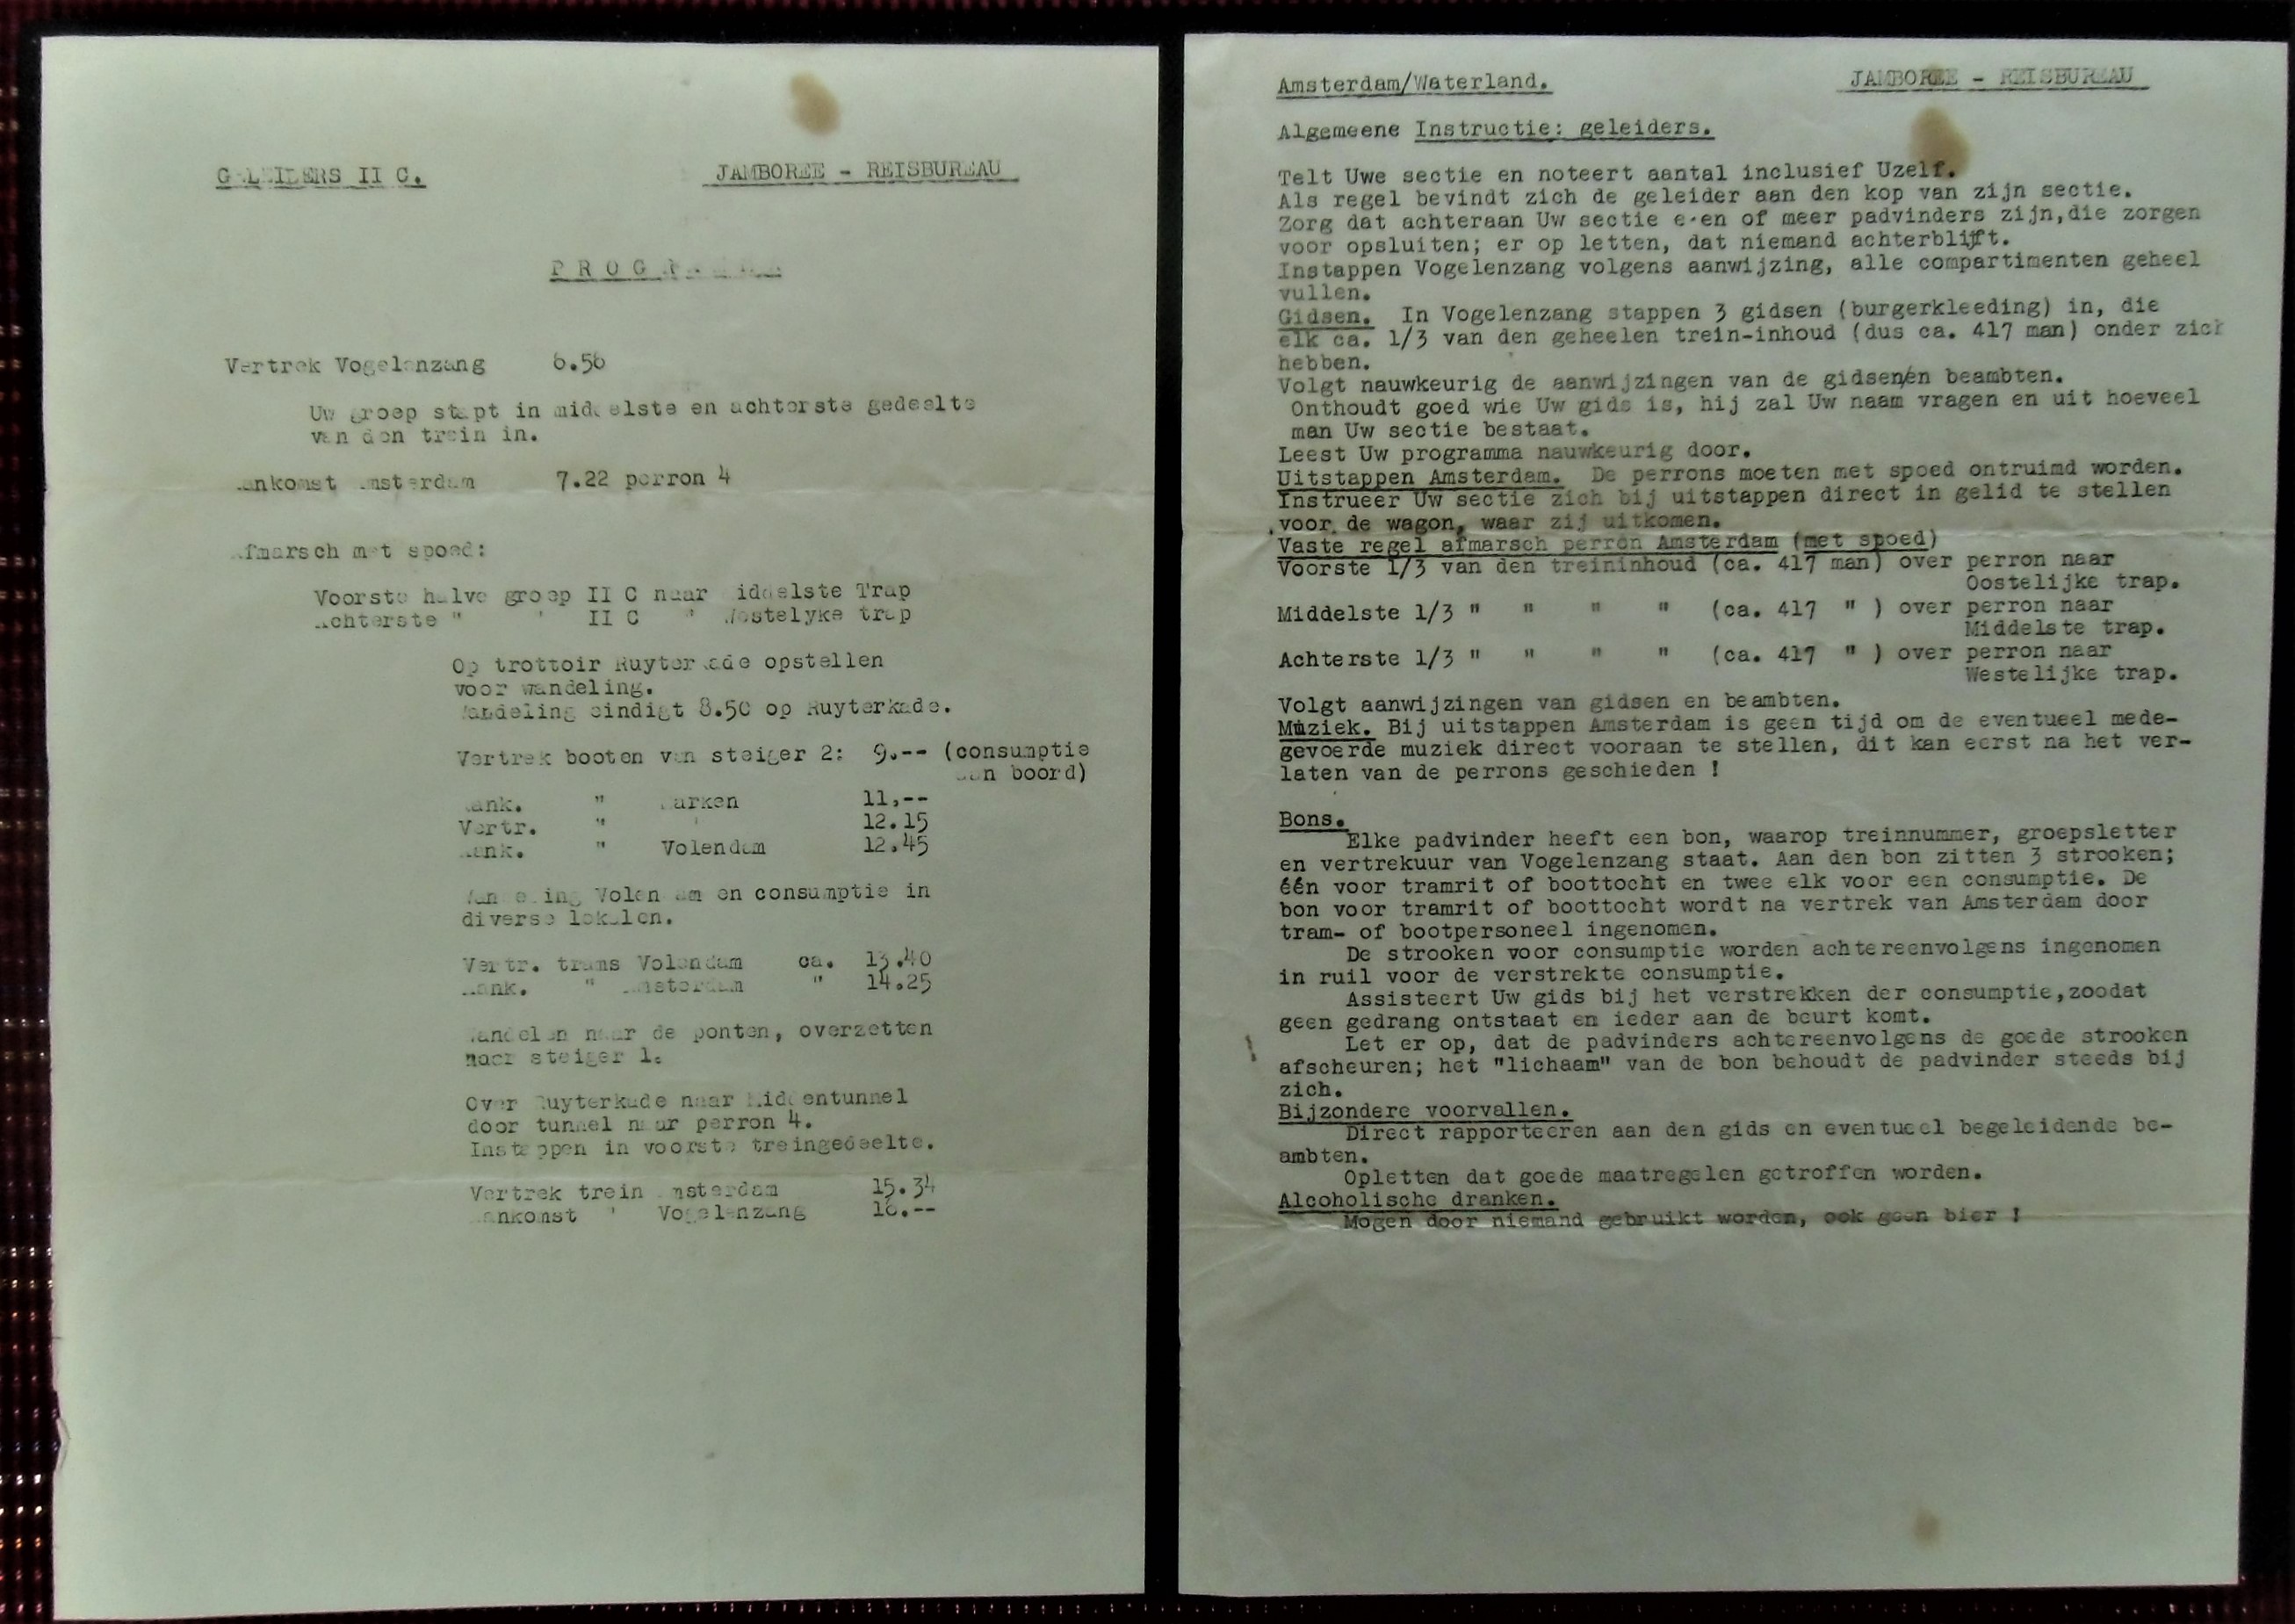 GELEIDERS II C.
JAMBOREE - REISBUREAU
Vertrek Vogelenzang 6.56
Uw groep stapt in middelste en achterste gedeelte
van den trein in.
Aankomst Amsterdam 7.22 perron 4
Afmarsch met spoed:
Voorste halve groep II C naar Middelste Trap
Achterste " " II C " Westelyke trap
Op trottoir Ruyterkade opstellen
voor wandeling.
Wandeling eindigt 8.50 op Ruyterkade.
Vertrek booten van steiger 2: 9.-- (consumptie
aan boord)
Aank. " Marken 11,--
Vertr. " " 12.15
Aank. " Volendam 12.45
Wandeling Volendam en consumptie in
diverse lokalen.
Vertr. trams Volendam ca. 13.40
Aank. " Amsterdam " 14.25
Wandelen naar de ponten, overzetten
naar steiger 1.
Over Ruyterkade naar Middentunnel
door tunnel naar perron 4.
Instappen in voorste treingedeelte.
Vertrek trein Amsterdam 15.34
Aankomst " Vogelenzang 16.--
Amsterdam/Waterland.
JAMBOREE - REISBUREAU
Algemeene Instructie: geleiders.
Telt Uwe sectie en noteert aantal inclusief Uzelf.
Als regel bevindt zich de geleider aan den kop van zijn sectie.
Zorg dat achteraan Uw sectie e'en of meer padvinders zijn,die zorgen
voor opsluiten; er op letten, dat niemand achterblijft.
Instappen Vogelenzang volgens aanwijzing, alle compartimenten geheel
vullen.
Gidsen. In Vogelenzang stappen 3 gidsen (burgerkleeding) in, die
elk ca. 1/3 van den geheelen trein-inhoud (dus ca. 417 man) onder zich
hebben.
Volgt nauwkeurig de aanwijzingen van de gidsen/en beambten.
Onthoudt goed wie Uw gids is, hij zal Uw naam vragen en uit hoeveel
man Uw sectie bestaat.
Leest Uw programma nauwkeurig door.
Uitstappen Amsterdam. De perrons moeten met spoed ontruimd worden.
Instrueer Uw sectie zich bij uitstappen direct in gelid te stellen
voor de wagon, waar zij uitkomen.
Vaste regel afmarsch perron Amsterdam (met spoed)
Voorste 1/3 van den treininhoud (ca. 417 man) over perron naar
Oostelijke trap.
Middelste 1/3 " " " " (ca. 417 " ) over perron naar
Middelste trap.
Achterste 1/3 " " " " (ca. 417 " ) over perron naar
Westelijke trap.
Volgt aanwijzingen van gidsen en beambten.
Muziek. Bij uitstappen Amsterdam is geen tijd om de eventueel mede-
gevoerde muziek direct vooraan te stellen, dit kan eerst na het ver-
laten van de perrons geschieden !
Bons.
Elke padvinder heeft een bon, waarop treinnummer, groepsletter
en vertrekuur van Vogelenzang staat. Aan den bon zitten 3 strooken;
één voor tramrit of boottocht en twee elk voor een consumptie. De
bon voor tramrit of boottocht wordt na vertrek van Amsterdam door
tram- of bootpersoneel ingenomen.
De strooken voor consumptie worden achtereenvolgens ingenomen
in ruil voor de verstrekte consumptie.
Assisteert Uw gids bij het verstrekken der consumptie,zoodat
geen gedrang ontstaat en ieder aan de beurt komt.
Let er op, dat de padvinders achtereenvolgens de goede strooken
afscheuren; het "lichaam" van de bon behoudt de padvinder steeds bij
zich.
Bijzondere voorvallen.
Direct rapporteeren aan den gids en eventueel begeleidende be-
ambten.
Opletten dat goede maatregelen getroffen worden.
Alcoholische dranken.
Mogen door niemand gebruikt worden, ook geen bier !